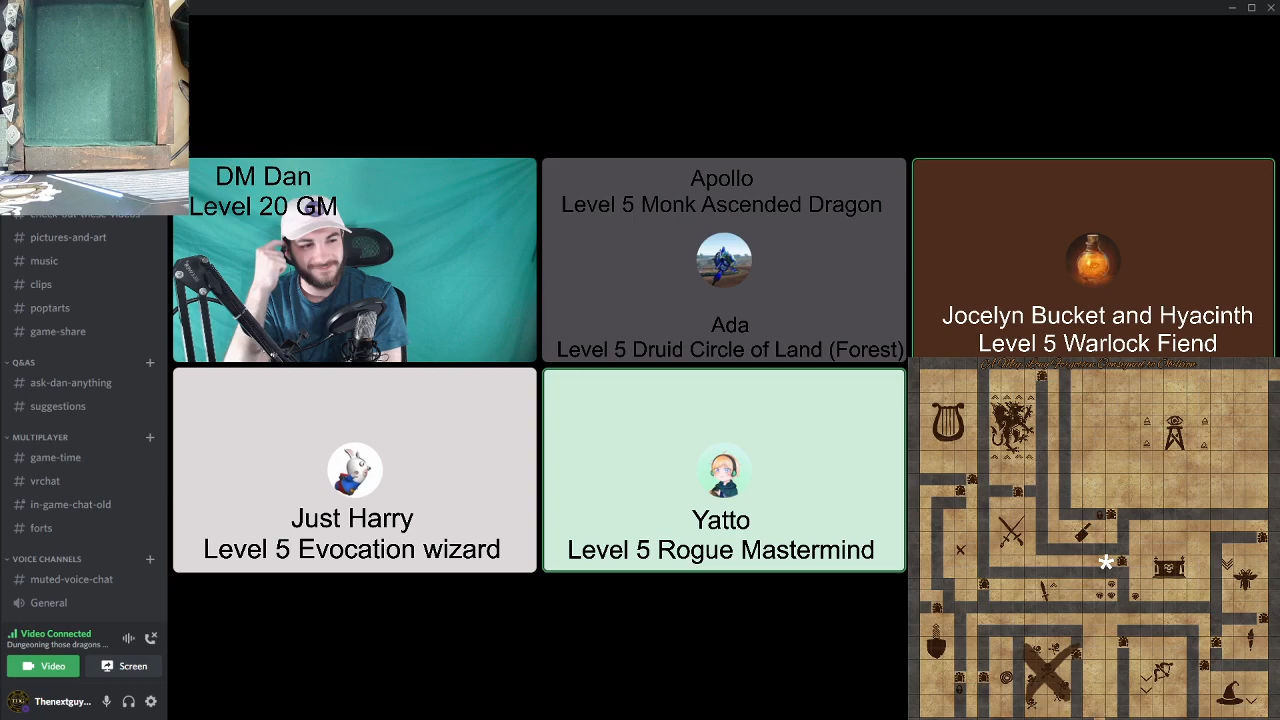 DM Dan
Level 20 GM
Apollo
Level 5 Monk Ascended Dragon
Ada
Level 5 Druid Circle of Land (Forest)
Jocelyn Bucket and Hyacinth
Level 5 Warlock Fiend
Just Harry
Level 5 Evocation wizard
Yatto
Level 5 Rogue Mastermind
# pictures-and-art
# music
# clips
# poptarts
# game-share
Q&AS
# ask-dan-anything
# suggestions
MULTIPLAYER
# game-time
# vrchat
# in-game-chat-old
# forts
VOICE CHANNELS
# muted-voice-chat
General
Video Connected
Dungeoning those dragons ...
Video
Screen
Thenextguy...